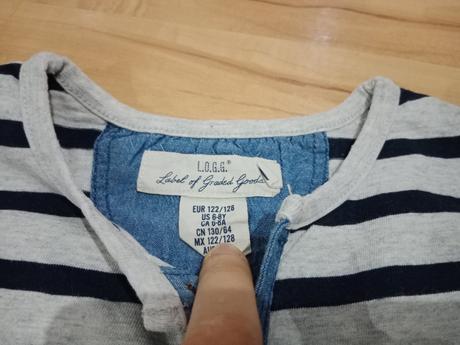 L.O.G.G.®
Label of Graded Goods
EUR 122/128
US 6-8Y
CA 6-8A
CN 130/64
MX 122/128